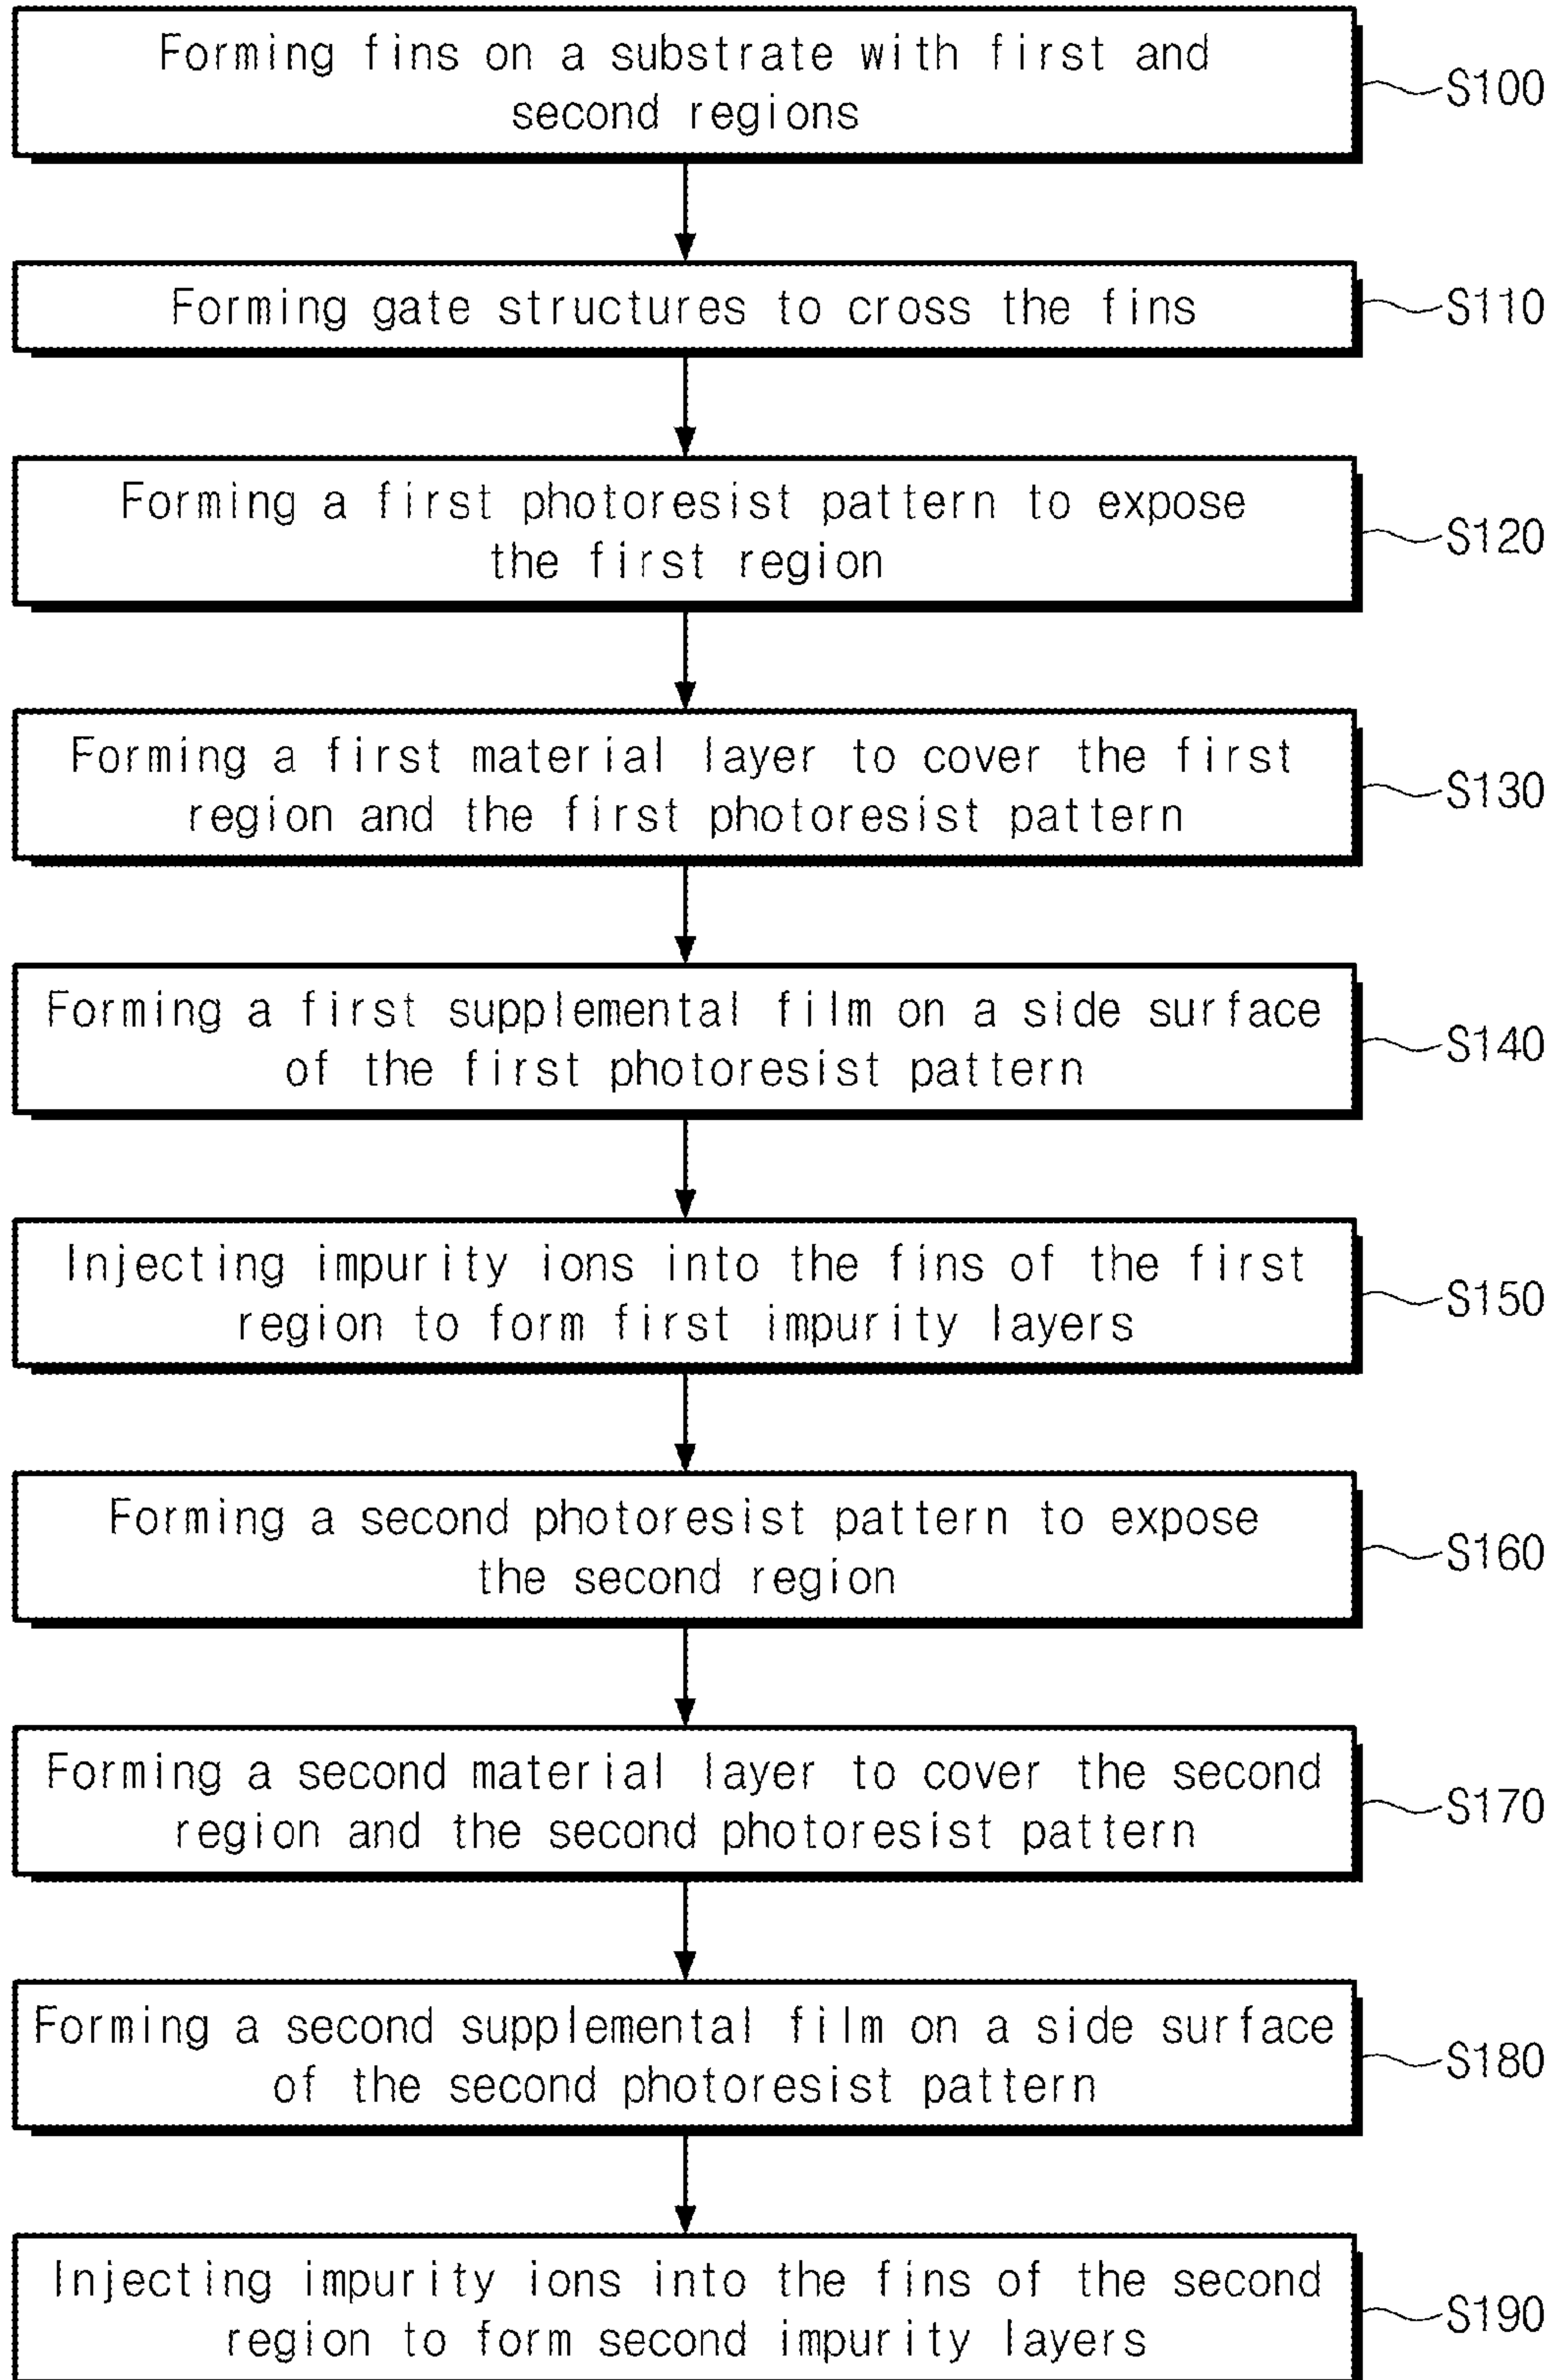 Forming fins on a substrate with first and
second regions
S100
Forming gate structures to cross the fins
S110
Forming a first photoresist pattern to expose
the first region
S120
Forming a first material layer to cover the first
region and the first photoresist pattern
S130
Forming a first supplemental film on a side surface
of the first photoresist pattern
S140
Injecting impurity ions into the fins of the first
region to form first impurity layers
S150
Forming a second photoresist pattern to expose
the second region
S160
Forming a second material layer to cover the second
region and the second photoresist pattern
S170
Forming a second supplemental film on a side surface
of the second photoresist pattern
S180
Injecting impurity ions into the fins of the second
region to form second impurity layers
S190